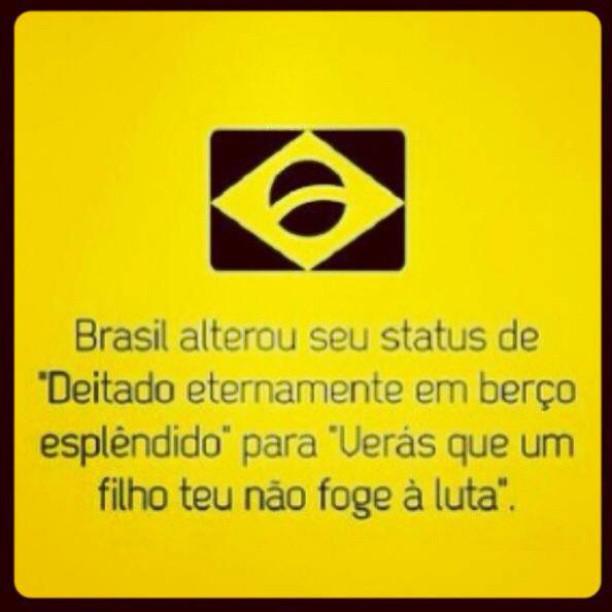 Brasil alterou seu status de
"Deitado eternamente em berço
esplêndido" para "Verás que um
filho teu não foge à luta".